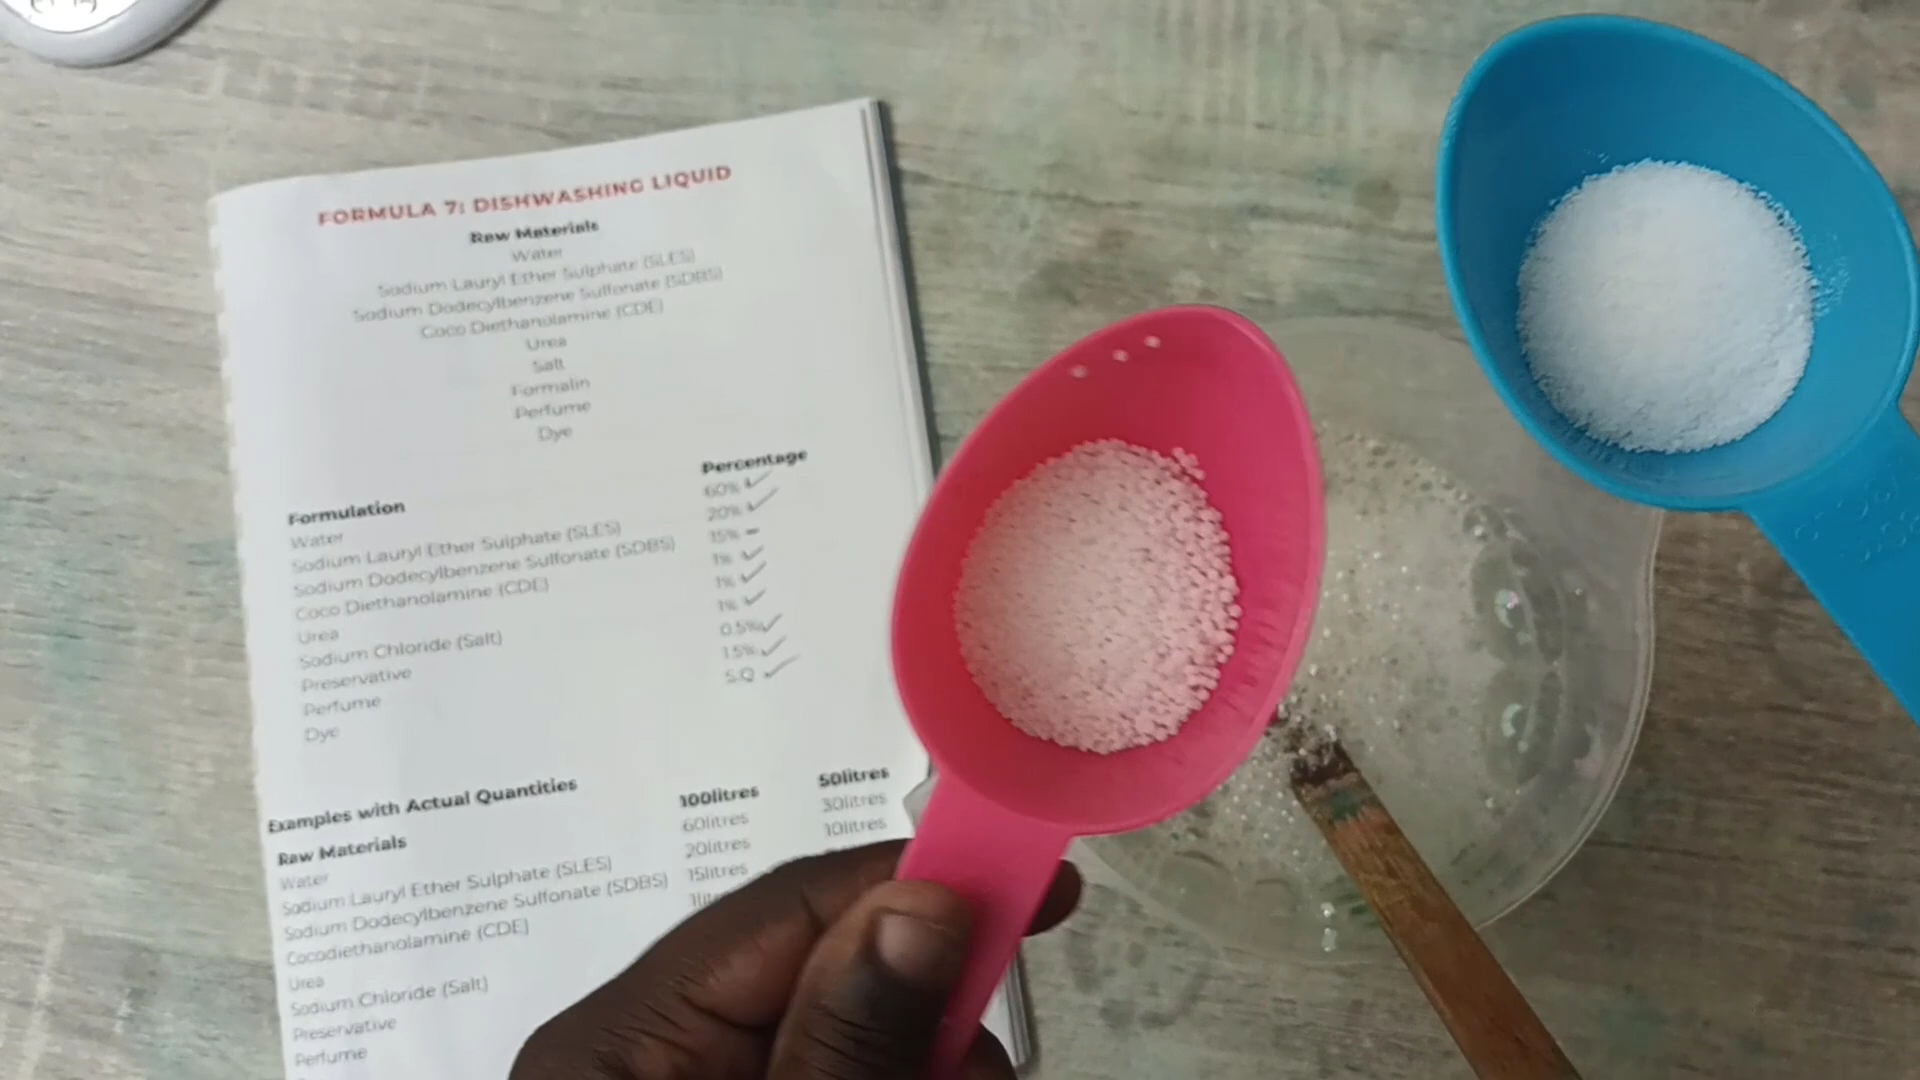 FORMULA 7: DISHWASHING LIQUID
Raw Materials
Water
Sodium Lauryl Ether Sulphate (SLES)
Sodium Dodecylbenzene Sulfonate (SDBS)
Coco Diethanolamine (CDE)
Urea
Salt
Formalin
Perfume
Dye
Formulation Percentage
Water 60%
Sodium Lauryl Ether Sulphate (SLES) 20%
Sodium Dodecylbenzene Sulfonate (SDBS) 15%
Coco Diethanolamine (CDE) 1%
Urea 1%
Sodium Chloride (Salt) 1%
Preservative 0.5%
Perfume 1.5%
Dye S.Q
Examples with Actual Quantities
Raw Materials 100litres 50litres
Water 60litres 30litres
Sodium Lauryl Ether Sulphate (SLES) 20litres 10litres
Sodium Dodecylbenzene Sulfonate (SDBS) 15litres
Cocodiethanolamine (CDE)
Urea
Sodium Chloride (Salt)
Preservative
Perfume